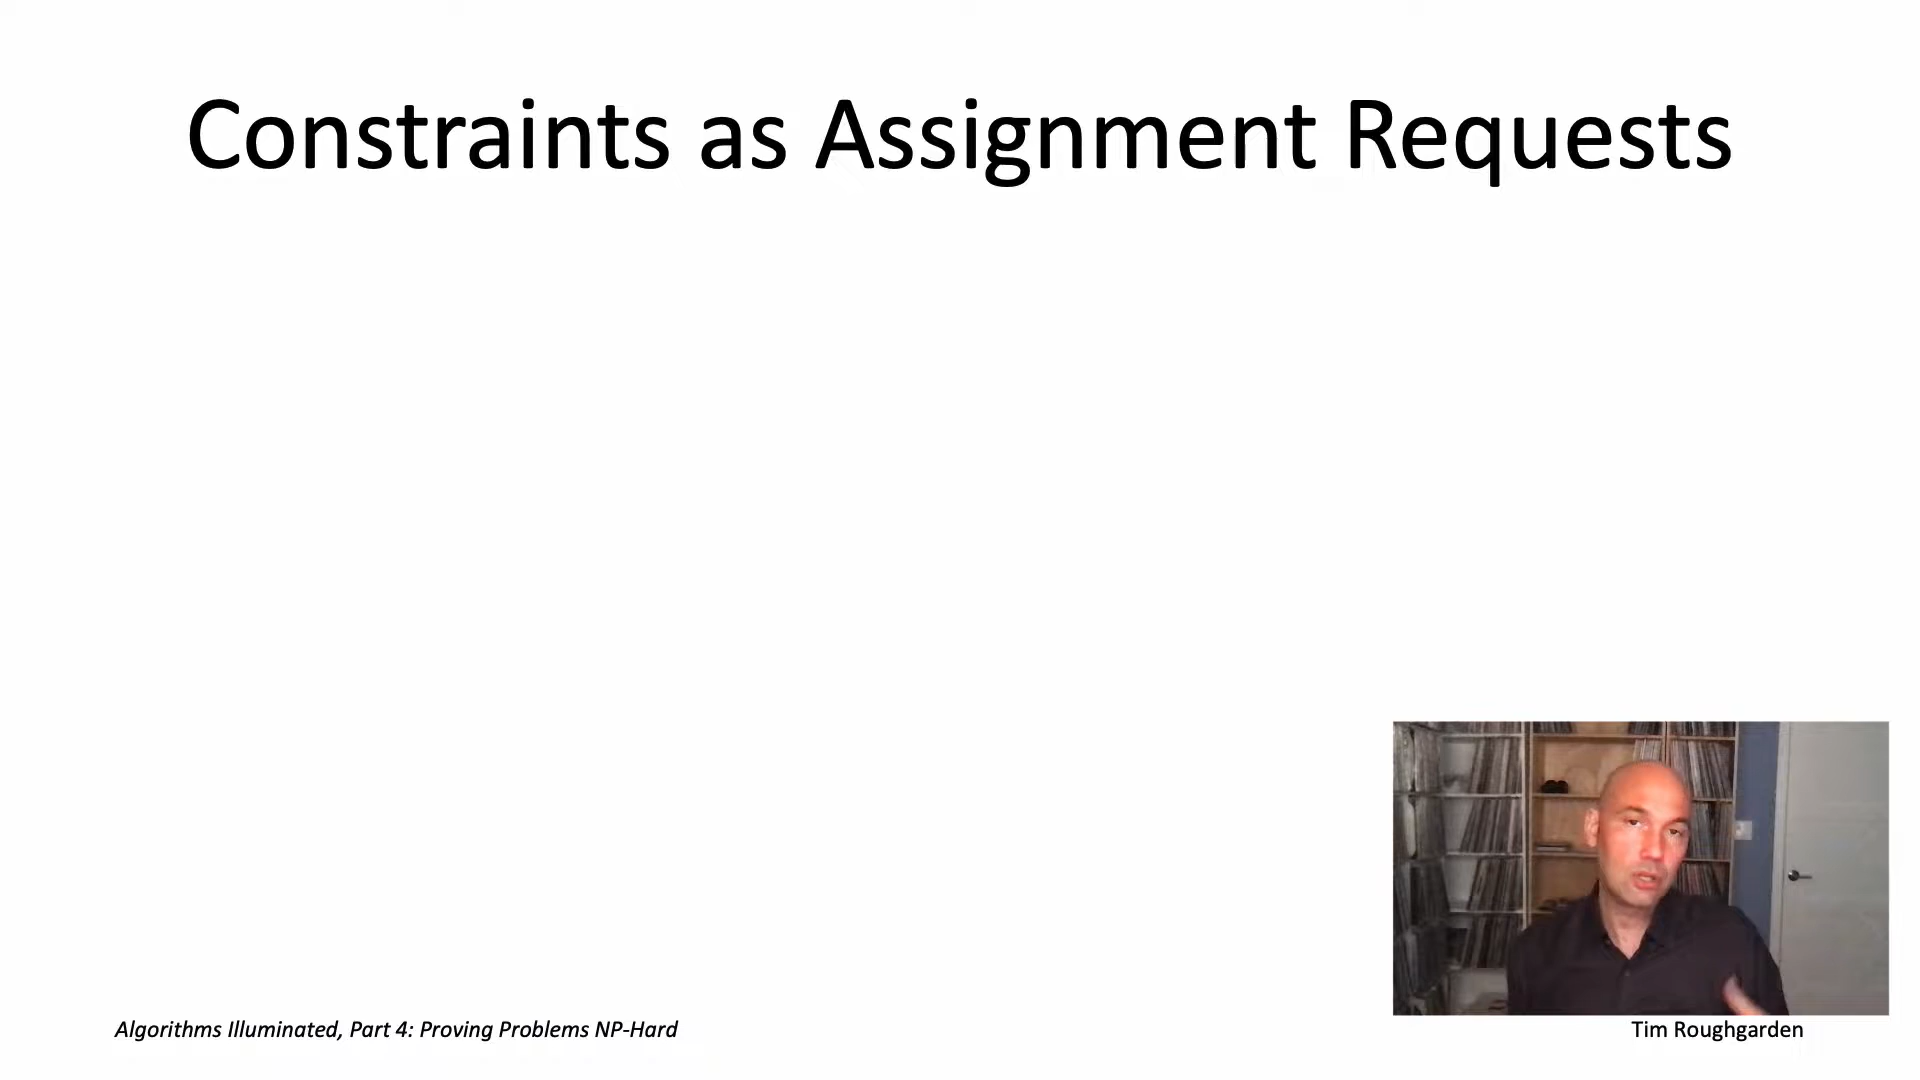 Constraints as Assignment Requests
Algorithms Illuminated, Part 4: Proving Problems NP-Hard
Tim Roughgarden